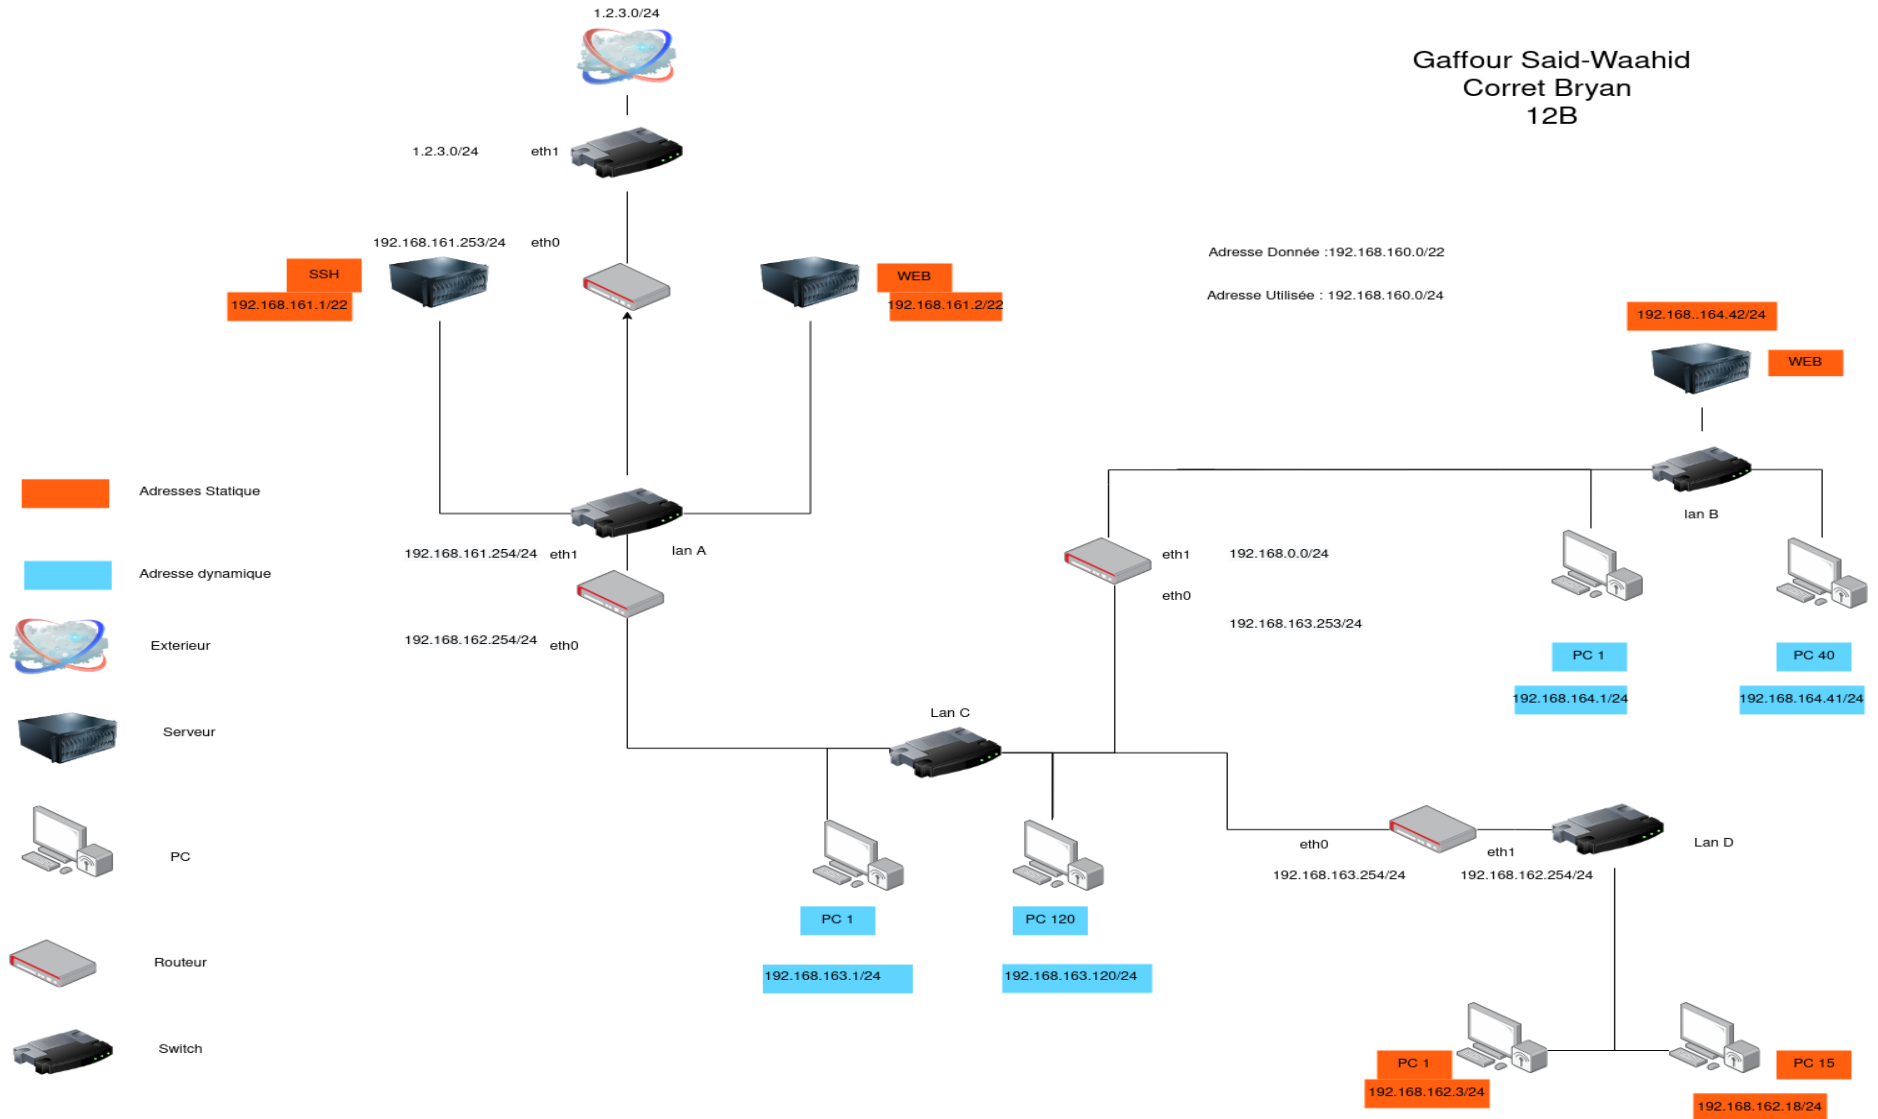 1.2.3.0/24
Gaffour Said-Waahid
Corret Bryan
12B
1.2.3.0/24
eth1
192.168.161.253/24
eth0
SSH
192.168.161.1/22
WEB
192.168.161.2/22
Adresse Donnée :192.168.160.0/22
Adresse Utilisée : 192.168.160.0/24
192.168..164.42/24
WEB
lan B
Adresses Statique
192.168.161.254/24
eth1
lan A
eth1
192.168.0.0/24
Adresse dynamique
eth0
192.168.163.253/24
192.168.162.254/24
eth0
Exterieur
PC 1
PC 40
192.168.164.1/24
192.168.164.41/24
Lan C
Serveur
PC
eth0
eth1
Lan D
192.168.163.254/24
192.168.162.254/24
PC 1
PC 120
192.168.163.1/24
192.168.163.120/24
Routeur
Switch
PC 1
192.168.162.3/24
PC 15
192.168.162.18/24